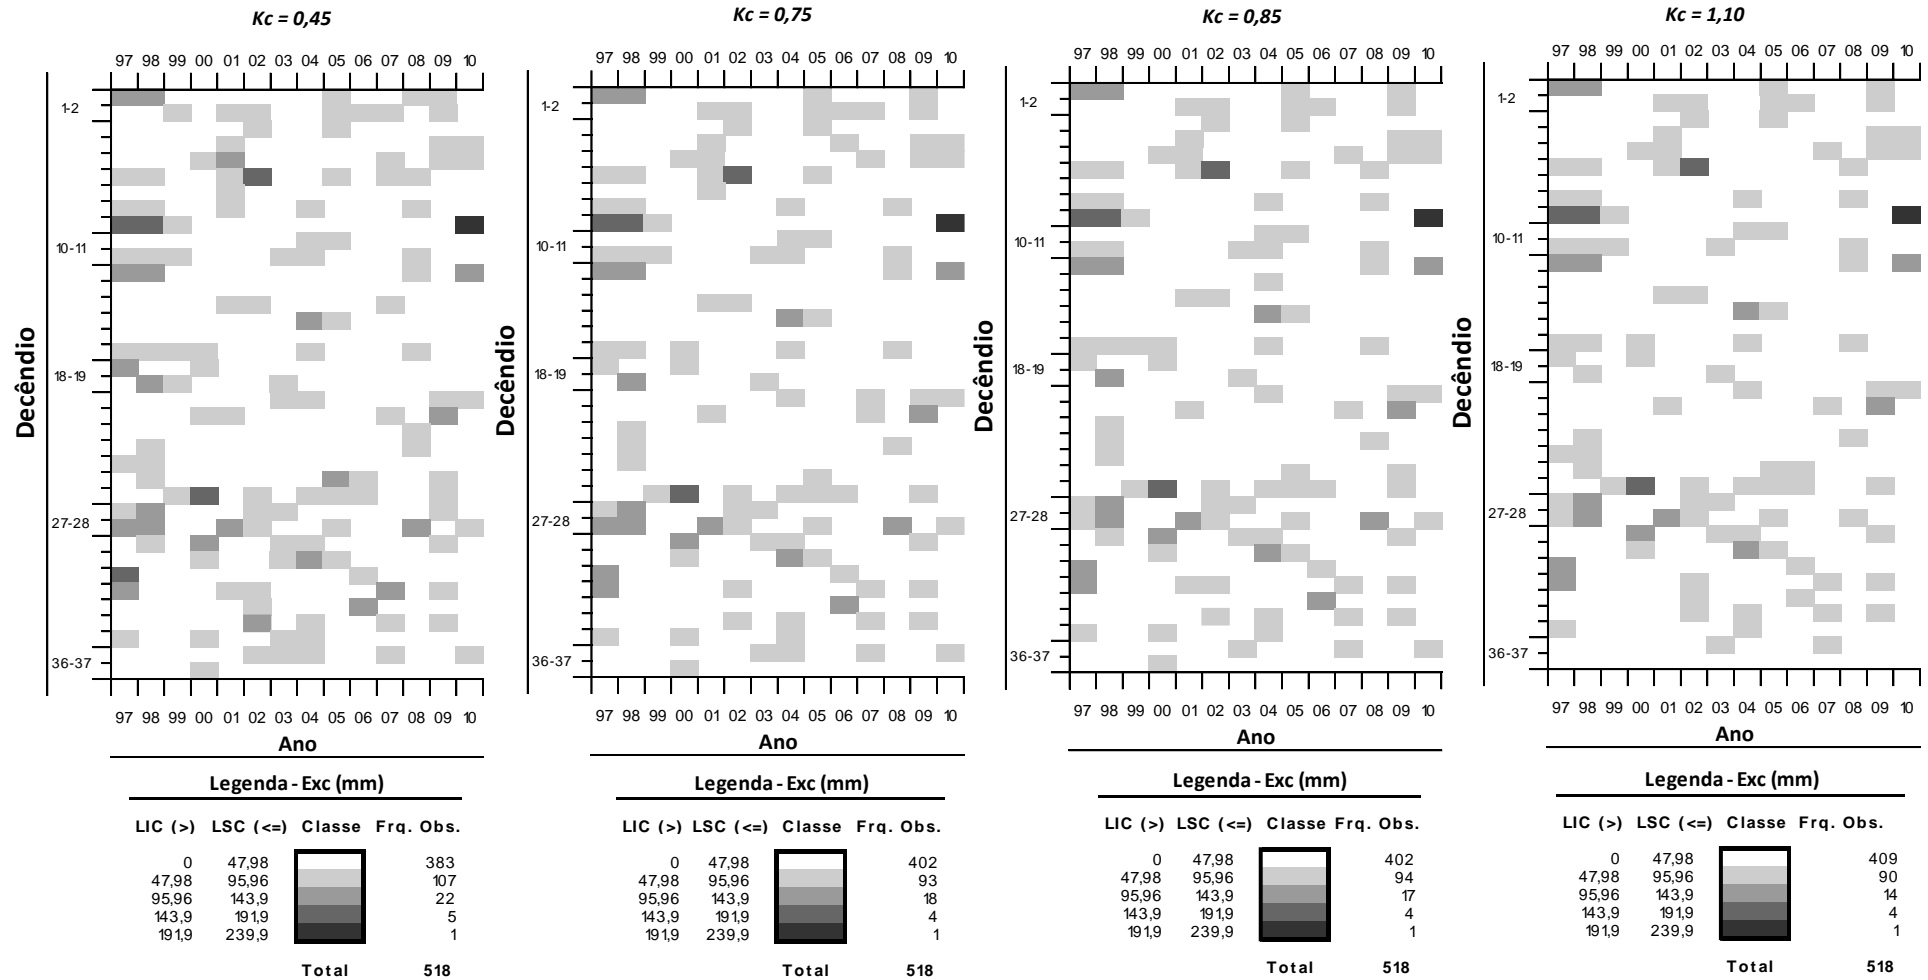 Kc = 0,45
97 98 99 00 01 02 03 04 05 06 07 08 09 10
1-2
10-11
18-19
27-28
36-37
Decêndio
97 98 99 00 01 02 03 04 05 06 07 08 09 10
Ano
Legenda - Exc (mm)
LIC (>) LSC (<=) Classe Frq. Obs.
0 47,98 383
47,98 95,96 107
95,96 143,9 22
143,9 191,9 5
191,9 239,9 1
Total 518
Kc = 0,75
97 98 99 00 01 02 03 04 05 06 07 08 09 10
1-2
10-11
18-19
27-28
36-37
Decêndio
97 98 99 00 01 02 03 04 05 06 07 08 09 10
Ano
Legenda - Exc (mm)
LIC (>) LSC (<=) Classe Frq. Obs.
0 47,98 402
47,98 95,96 93
95,96 143,9 18
143,9 191,9 4
191,9 239,9 1
Total 518
Kc = 0,85
97 98 99 00 01 02 03 04 05 06 07 08 09 10
1-2
10-11
18-19
27-28
36-37
Decêndio
97 98 99 00 01 02 03 04 05 06 07 08 09 10
Ano
Legenda - Exc (mm)
LIC (>) LSC (<=) Classe Frq. Obs.
0 47,98 402
47,98 95,96 94
95,96 143,9 17
143,9 191,9 4
191,9 239,9 1
Total 518
Kc = 1,10
97 98 99 00 01 02 03 04 05 06 07 08 09 10
1-2
10-11
18-19
27-28
36-37
Decêndio
97 98 99 00 01 02 03 04 05 06 07 08 09 10
Ano
Legenda - Exc (mm)
LIC (>) LSC (<=) Classe Frq. Obs.
0 47,98 409
47,98 95,96 90
95,96 143,9 14
143,9 191,9 4
191,9 239,9 1
Total 518